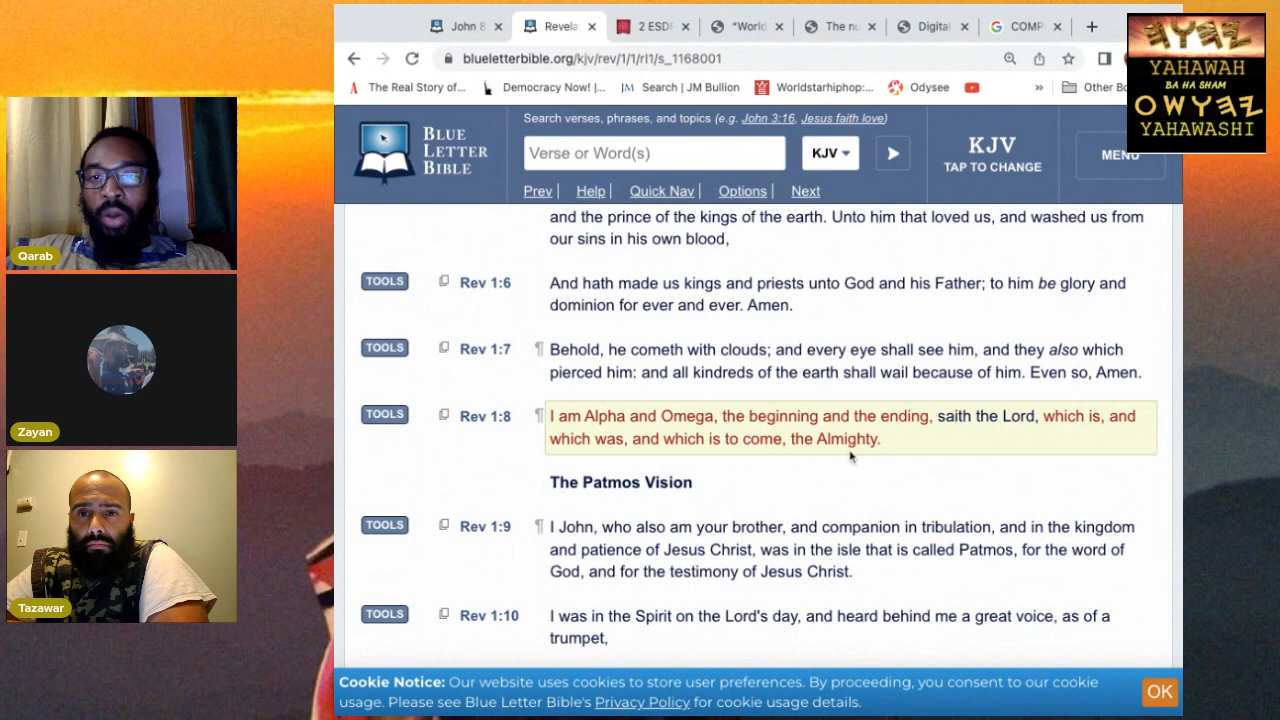 John 8
Revela
2 ESDR
"World
The nu
Digital
COMP
blueletterbible.org/kjv/rev/1/1/rl1/s_1168001
The Real Story of...
Democracy Now! |...
JM Search | JM Bullion
Worldstarhiphop:...
Odysee
»
Other Bo
YAHAWAH
BA HA SHAM
YAHAWASHI
BLUE
LETTER
BIBLE
Search verses, phrases, and topics (e.g. John 3:16, Jesus faith love)
Verse or Word(s)
KJV
KJV
TAP TO CHANGE
MENU
Prev | Help | Quick Nav | Options | Next
and the prince of the kings of the earth. Unto him that loved us, and washed us from
our sins in his own blood,
TOOLS Rev 1:6 And hath made us kings and priests unto God and his Father; to him be glory and
dominion for ever and ever. Amen.
TOOLS Rev 1:7 ¶ Behold, he cometh with clouds; and every eye shall see him, and they also which
pierced him: and all kindreds of the earth shall wail because of him. Even so, Amen.
TOOLS Rev 1:8 ¶ I am Alpha and Omega, the beginning and the ending, saith the Lord, which is, and
which was, and which is to come, the Almighty.
The Patmos Vision
TOOLS Rev 1:9 ¶ I John, who also am your brother, and companion in tribulation, and in the kingdom
and patience of Jesus Christ, was in the isle that is called Patmos, for the word of
God, and for the testimony of Jesus Christ.
TOOLS Rev 1:10 I was in the Spirit on the Lord's day, and heard behind me a great voice, as of a
trumpet,
Cookie Notice: Our website uses cookies to store user preferences. By proceeding, you consent to our cookie
usage. Please see Blue Letter Bible's Privacy Policy for cookie usage details.
OK
Qarab
Zayan
Tazawar